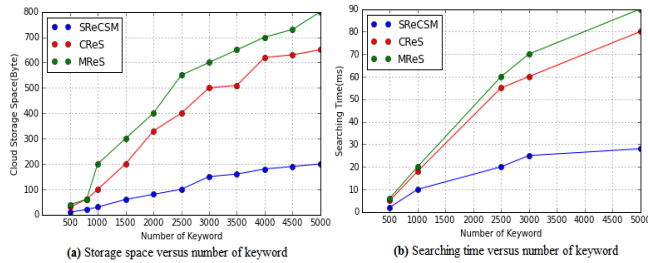 800
700
600
500
400
300
200
100
0
Cloud Storage Space(Byte)
SReCSM
CReS
MReS
500 1000 1500 2000 2500 3000 3500 4000 4500 5000
Number of Keyword
(a) Storage space versus number of keyword
90
80
70
60
50
40
30
20
10
0
Searching Time(ms)
SReCSM
CReS
MReS
500 1000 1500 2000 2500 3000 3500 4000 4500 5000
Number of Keyword
(b) Searching time versus number of keyword